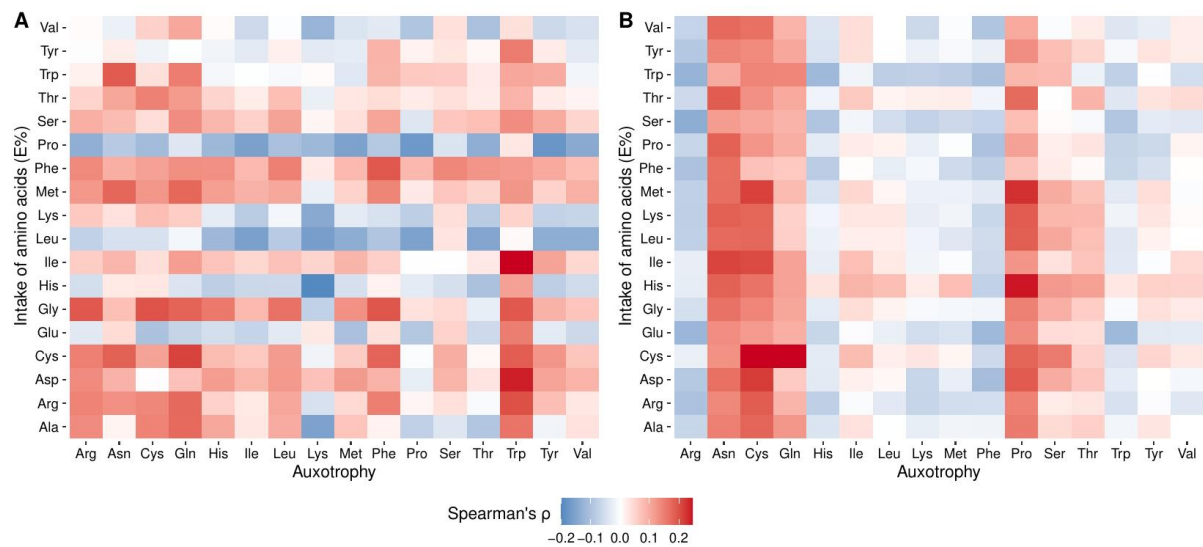 A
Intake of amino acids (E%)
Val
Tyr
Trp
Thr
Ser
Pro
Phe
Met
Lys
Leu
Ile
His
Gly
Glu
Cys
Asp
Arg
Ala
Arg Asn Cys Gln His Ile Leu Lys Met Phe Pro Ser Thr Trp Tyr Val
Auxotrophy
B
Intake of amino acids (E%)
Val
Tyr
Trp
Thr
Ser
Pro
Phe
Met
Lys
Leu
Ile
His
Gly
Glu
Cys
Asp
Arg
Ala
Arg Asn Cys Gln His Ile Leu Lys Met Phe Pro Ser Thr Trp Tyr Val
Auxotrophy
Spearman's ρ
−0.2 −0.1 0.0 0.1 0.2